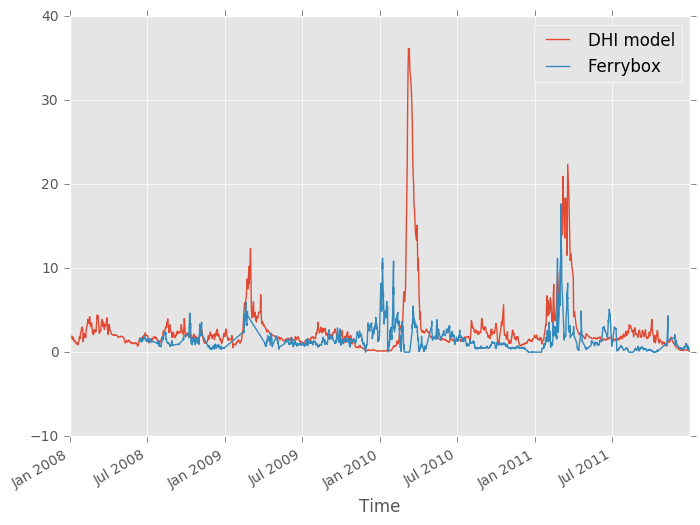 40
30
20
10
0
−10
DHI model
Ferrybox
Jan 2008
Jul 2008
Jan 2009
Jul 2009
Jan 2010
Jul 2010
Jan 2011
Jul 2011
Time